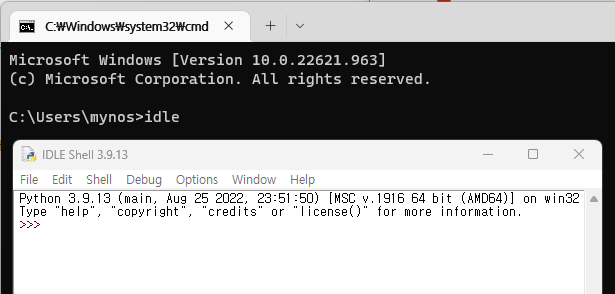 C:₩Windows₩system32₩cmd
Microsoft Windows [Version 10.0.22621.963]
(c) Microsoft Corporation. All rights reserved.
C:\Users\mynos>idle
IDLE Shell 3.9.13
File Edit Shell Debug Options Window Help
Python 3.9.13 (main, Aug 25 2022, 23:51:50) [MSC v.1916 64 bit (AMD64)] on win32
Type "help", "copyright", "credits" or "license()" for more information.
>>>